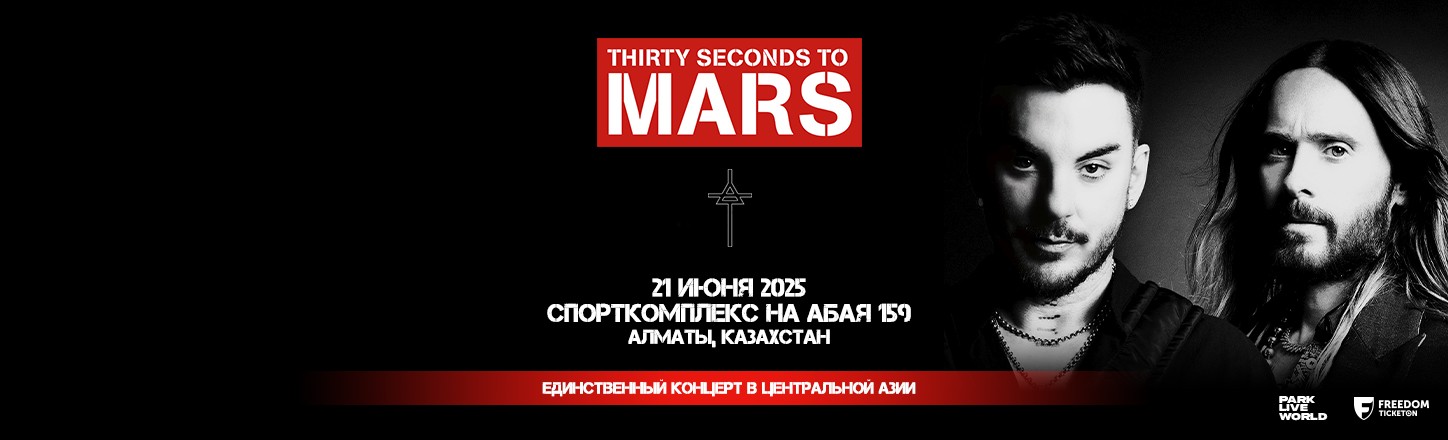 THIRTY SECONDS TO
MARS
21 ИЮНЯ 2025
СПОРТКОМПЛЕКС НА АБАЯ 159
АЛМАТЫ, КАЗАХСТАН
ЕДИНСТВЕННЫЙ КОНЦЕРТ В ЦЕНТРАЛЬНОЙ АЗИИ
PARK
LIVE
WORLD
FREEDOM
TICKETON